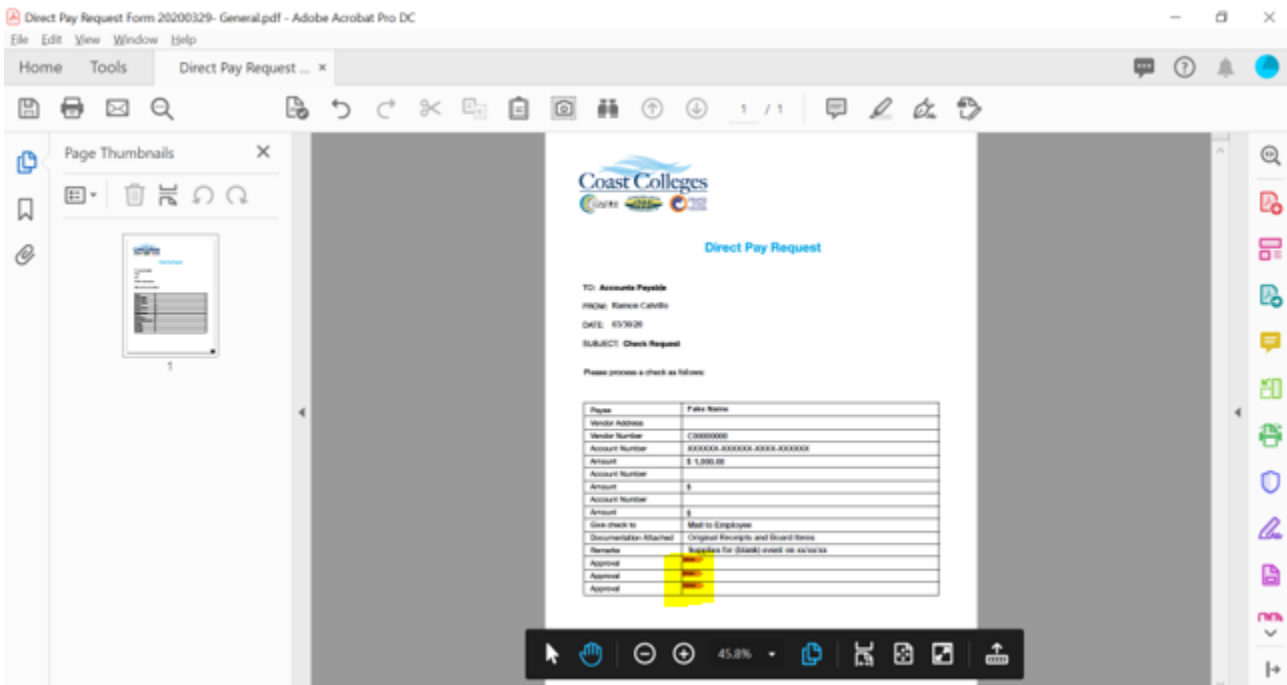 Direct Pay Request Form 20200329- General.pdf - Adobe Acrobat Pro DC
File Edit View Window Help
Home Tools Direct Pay Request ... ×
1 / 1
Page Thumbnails
1
Coast Colleges
Direct Pay Request
TO: Accounts Payable
FROM: Ramon Calvillo
DATE: 03/30/20
SUBJECT: Check Request
Please process a check as follows:
Payee Fake Name
Vendor Address
Vendor Number C00000000
Account Number XXXXXX-XXXXXX-XXXX-XXXXXX
Amount $ 1,000.00
Account Number
Amount $
Account Number
Amount $
Give check to Mail to Employee
Documentation Attached Original Receipts and Board Items
Remarks Supplies for (blank) event on xx/xx/xx
Approval
Approval
Approval
45.8%